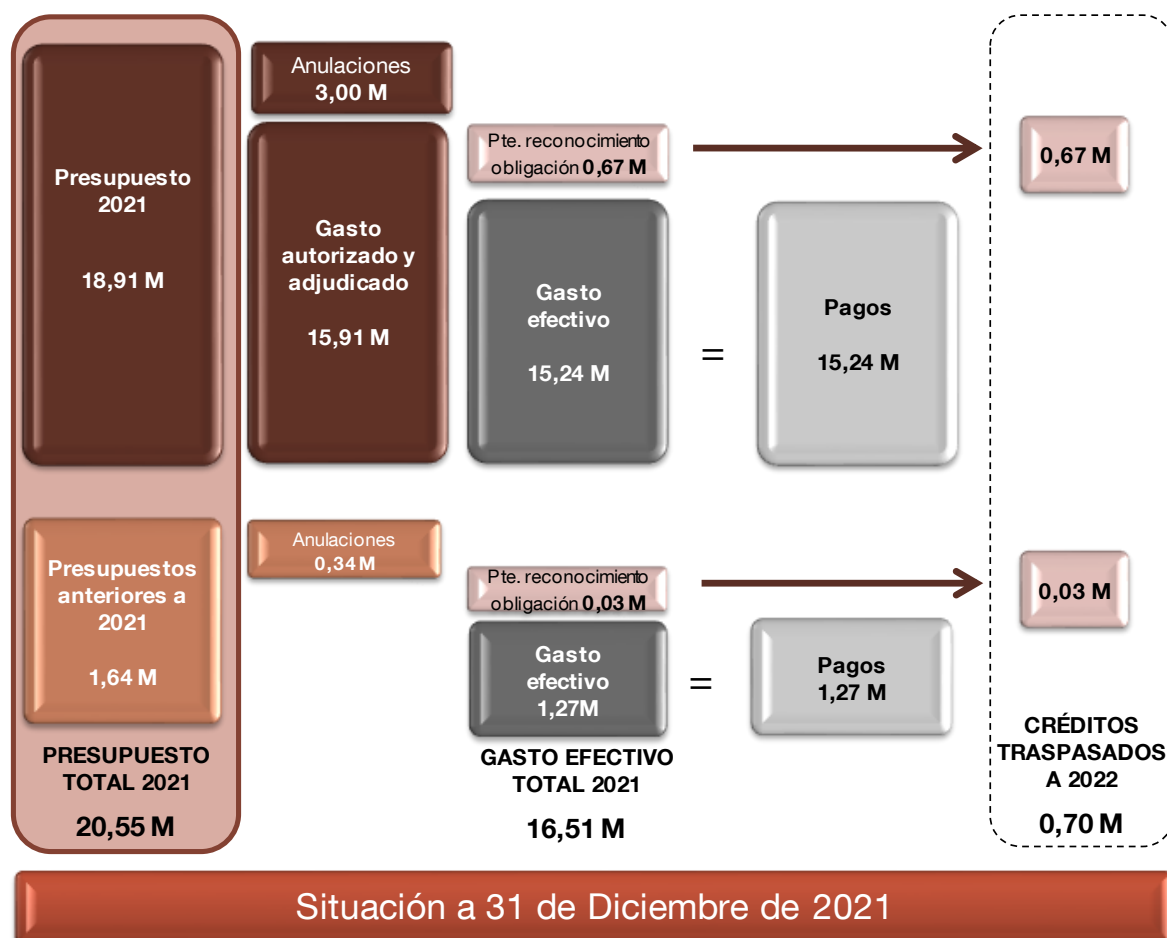 Presupuesto
2021
18,91 M
Anulaciones
3,00 M
Gasto
autorizado y
adjudicado
15,91 M
Pte. reconocimiento
obligación 0,67 M
Gasto
efectivo
15,24 M
=
Pagos
15,24 M
0,67 M
Presupuestos
anteriores a
2021
1,64 M
Anulaciones
0,34 M
Pte. reconocimiento
obligación 0,03 M
Gasto
efectivo
1,27M
=
Pagos
1,27 M
0,03 M
PRESUPUESTO
TOTAL 2021
20,55 M
GASTO EFECTIVO
TOTAL 2021
16,51 M
CRÉDITOS
TRASPASADOS
A 2022
0,70 M
Situación a 31 de Diciembre de 2021